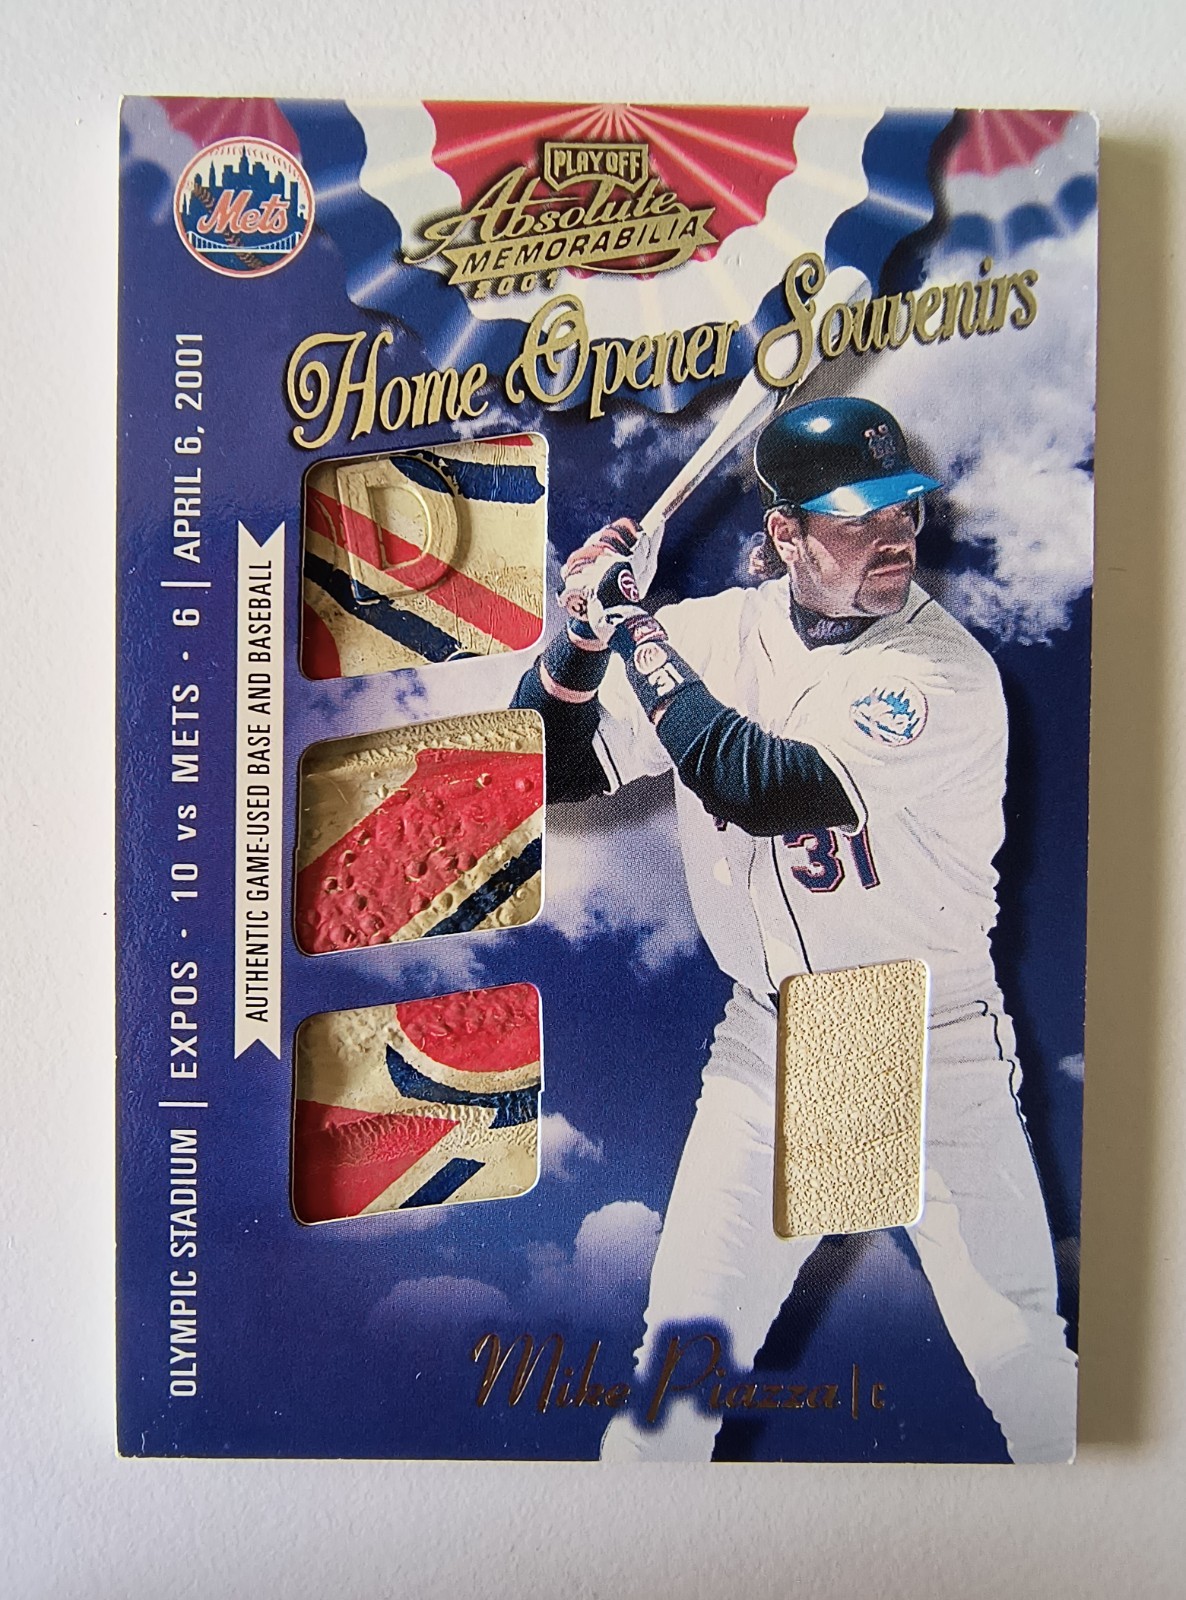 Mets
PLAYOFF
Absolute
MEMORABILIA
2001
Home Opener Souvenirs
OLYMPIC STADIUM | EXPOS · 10 vs METS · 6 | APRIL 6, 2001
AUTHENTIC GAME-USED BASE AND BASEBALL
D
31
31
Mike Piazza | C